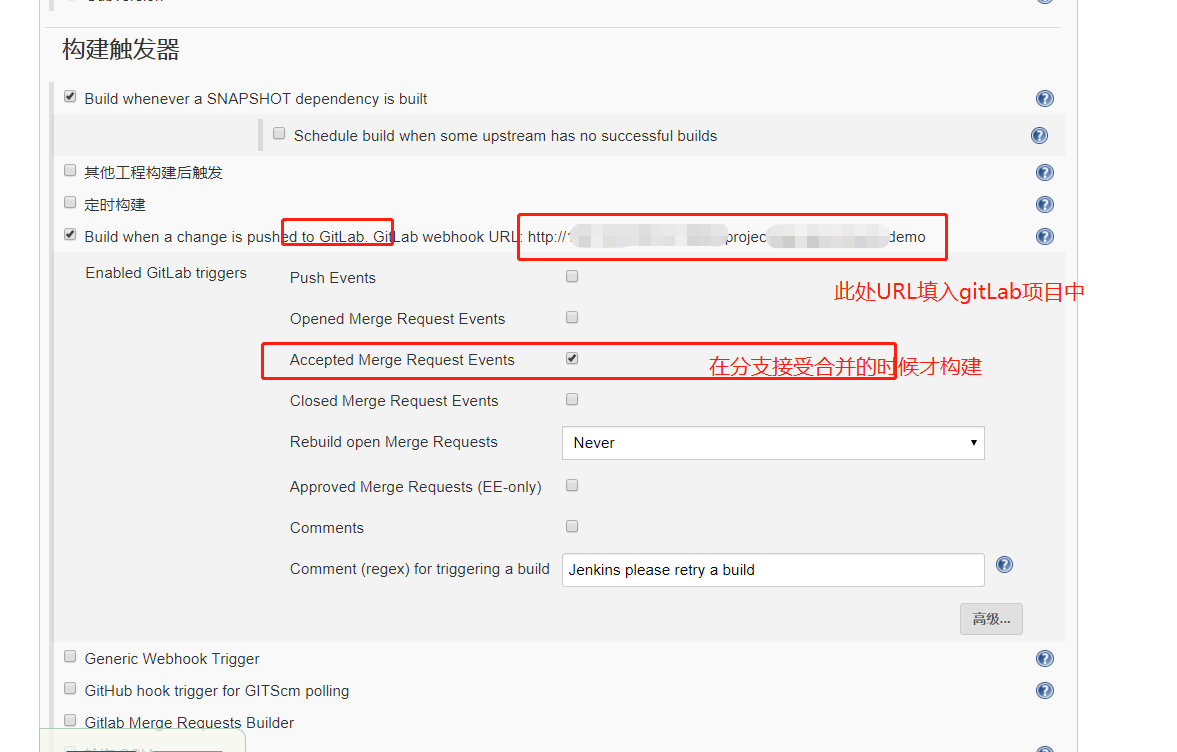 构建触发器
Build whenever a SNAPSHOT dependency is built
Schedule build when some upstream has no successful builds
其他工程构建后触发
定时构建
Build when a change is pushed to GitLab. GitLab webhook URL: http:// projec demo
此处URL填入gitLab项目中
Enabled GitLab triggers
Push Events
Opened Merge Request Events
Accepted Merge Request Events
在分支接受合并的时候才构建
Closed Merge Request Events
Rebuild open Merge Requests
Never
Approved Merge Requests (EE-only)
Comments
Comment (regex) for triggering a build
Jenkins please retry a build
高级...
Generic Webhook Trigger
GitHub hook trigger for GITScm polling
Gitlab Merge Requests Builder